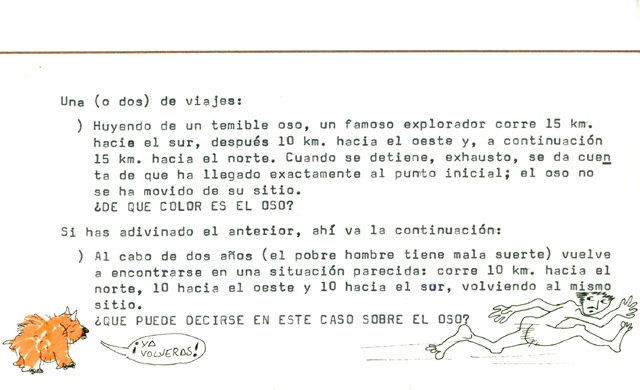 Una (o dos) de viajes:
) Huyendo de un temible oso, un famoso explorador corre 15 km.
hacie el sur, después 10 km. hacia el oeste y, a continuación
15 km. hacia el norte. Cuando se detiene, exhausto, se da cuen
ta de que ha llegado exactamente al punto inicial; el oso no
se ha movido de su sitio.
¿DE QUE COLOR ES EL OSO?
Si has adivinado el anterior, ahí va la continuación:
) Al cabo de dos años (el pobre hombre tiene mala suerte) vuelve
a encontrarse en una situación parecida: corre 10 km. hacia el
norte, 10 hacia el oeste y 10 hacia el sur, volviendo al mismo
sitio.
¿QUE PUEDE DECIRSE EN ESTE CASO SOBRE EL OSO?
¡YA
VOLVERAS!